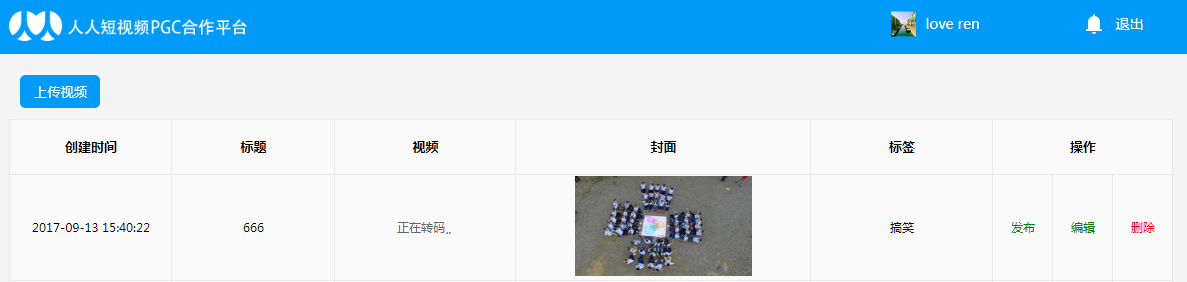 人人短视频PGC合作平台 love ren 退出
上传视频
创建时间 标题 视频 封面 标签 操作
2017-09-13 15:40:22 666 正在转码.. 搞笑 发布 编辑 删除